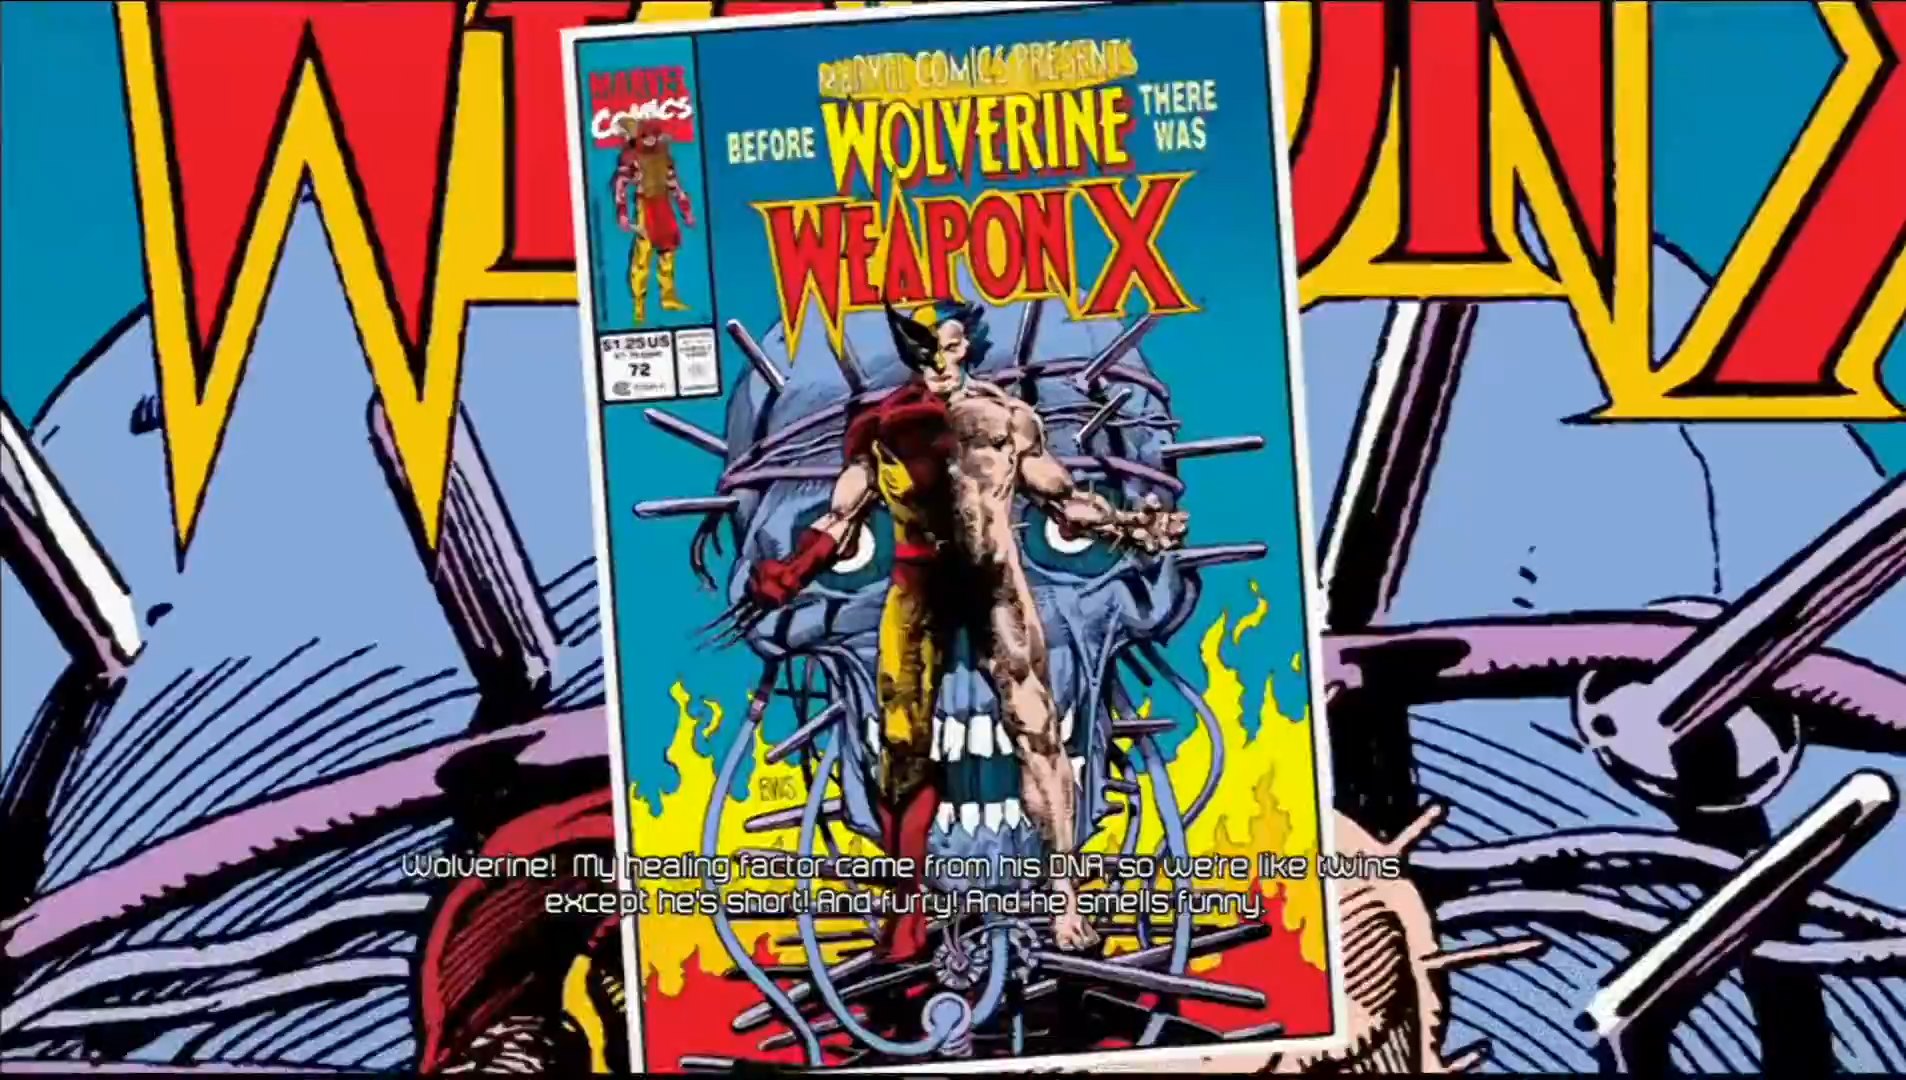 MARVEL
COMICS
MARVEL COMICS PRESENTS
BEFORE WOLVERINE THERE WAS
WEAPON X
$1.25 US
72
BWS
Wolverine! My healing factor came from his DNA, so we're like twins
except he's short! And furry! And he smells funny.